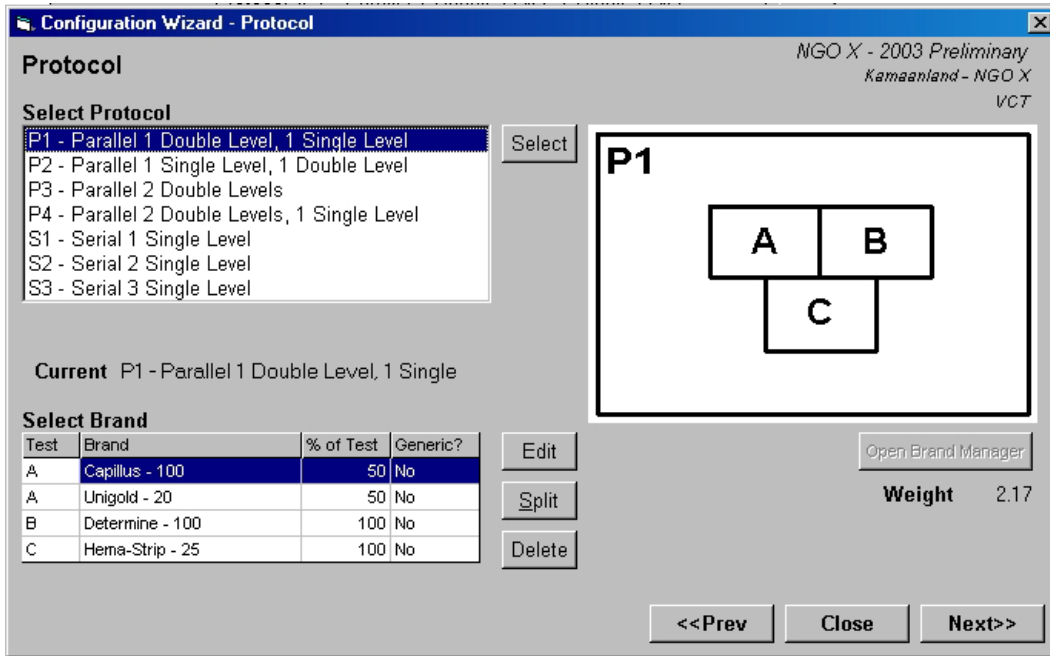 Configuration Wizard - Protocol
Protocol
NGO X - 2003 Preliminary
Kamaanland - NGO X
VCT
Select Protocol
P1 - Parallel 1 Double Level, 1 Single Level
P2 - Parallel 1 Single Level, 1 Double Level
P3 - Parallel 2 Double Levels
P4 - Parallel 2 Double Levels, 1 Single Level
S1 - Serial 1 Single Level
S2 - Serial 2 Single Level
S3 - Serial 3 Single Level
Select
P1
A B
C
Current P1 - Parallel 1 Double Level, 1 Single
Select Brand
Test Brand % of Test Generic?
A Capillus - 100 50 No
A Unigold - 20 50 No
B Determine - 100 100 No
C Hema-Strip - 25 100 No
Edit
Split
Delete
Open Brand Manager
Weight 2.17
<<Prev Close Next>>